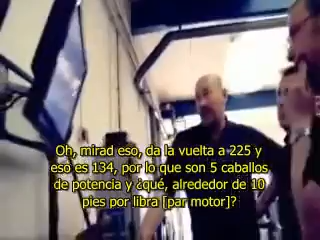 Oh, mirad eso, da la vuelta a 225 y
eso es 134, por lo que son 5 caballos
de potencia y ¿qué, alrededor de 10
pies por libra [par motor]?